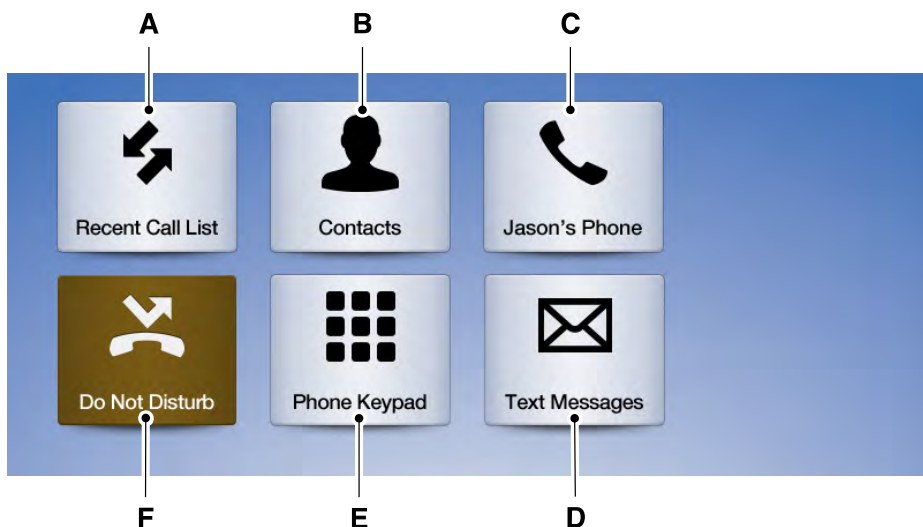 A
B
C
Recent Call List
Contacts
Jason's Phone
Do Not Disturb
Phone Keypad
Text Messages
F
E
D